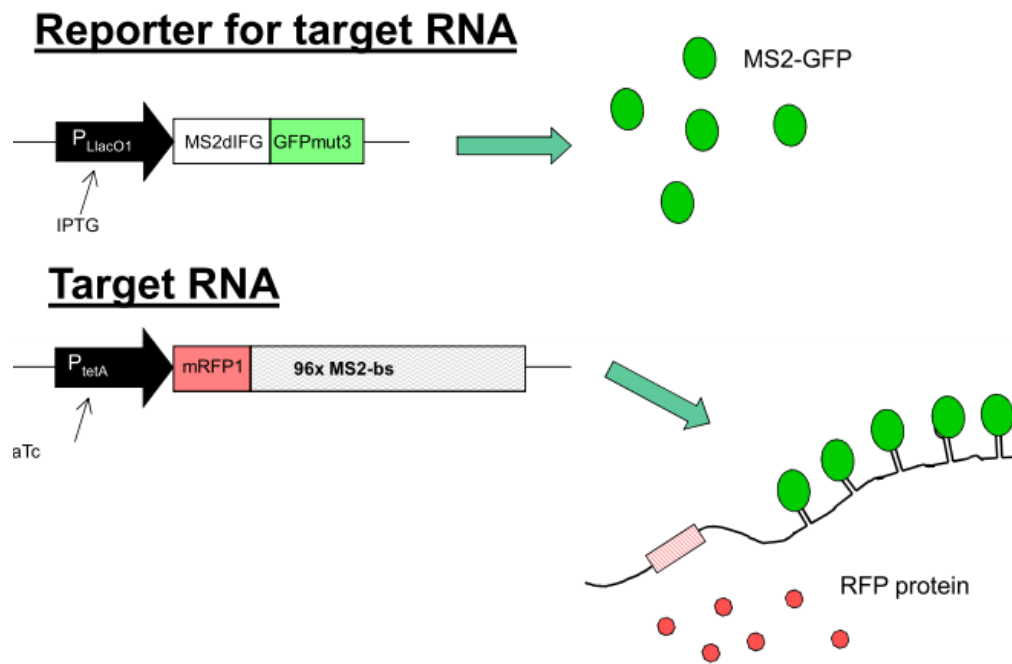 Reporter for target RNA
MS2-GFP
PLlacO1
MS2dIFG
GFPmut3
IPTG
Target RNA
PtetA
mRFP1
96x MS2-bs
aTc
RFP protein